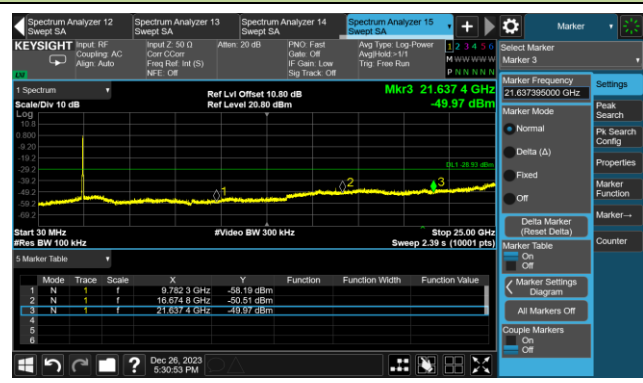 Spectrum Analyzer 12
Swept SA
Spectrum Analyzer 13
Swept SA
Spectrum Analyzer 14
Swept SA
Spectrum Analyzer 15
Swept SA
+
Marker
KEYSIGHT
Input: RF
Coupling: AC
Align: Auto
Input Z: 50 Ω
Corr CCorr
Freq Ref: Int (S)
NFE: Off
Atten: 20 dB
PNO: Fast
Gate: Off
IF Gain: Low
Sig Track: Off
Avg Type: Log-Power
Avg|Hold:>1/1
Trig: Free Run
1 2 3 4 5 6
M W W W W W
P N N N N N
Select Marker
Marker 3
1 Spectrum
Scale/Div 10 dB
Log
Ref Lvl Offset 10.80 dB
Ref Level 20.80 dBm
Mkr3 21.637 4 GHz
-49.97 dBm
10.8
0.800
-9.20
-19.2
-29.2
-39.2
-49.2
-59.2
-69.2
DL1 -28.93 dBm
1
2
3
Start 30 MHz
#Res BW 100 kHz
#Video BW 300 kHz
Stop 25.00 GHz
Sweep 2.39 s (10001 pts)
5 Marker Table
Mode Trace Scale X Y Function Function Width Function Value
1 N 1 f 9.782 3 GHz -58.19 dBm
2 N 1 f 16.674 8 GHz -50.51 dBm
3 N 1 f 21.637 4 GHz -49.97 dBm
4
5
6
Marker Frequency
21.637395000 GHz
Marker Mode
Normal
Delta (Δ)
Fixed
Off
Delta Marker
(Reset Delta)
Marker Table
On
Off
Marker Settings
Diagram
All Markers Off
Couple Markers
On
Off
Settings
Peak
Search
Pk Search
Config
Properties
Marker
Function
Marker→
Counter
?
Dec 26, 2023
5:30:53 PM